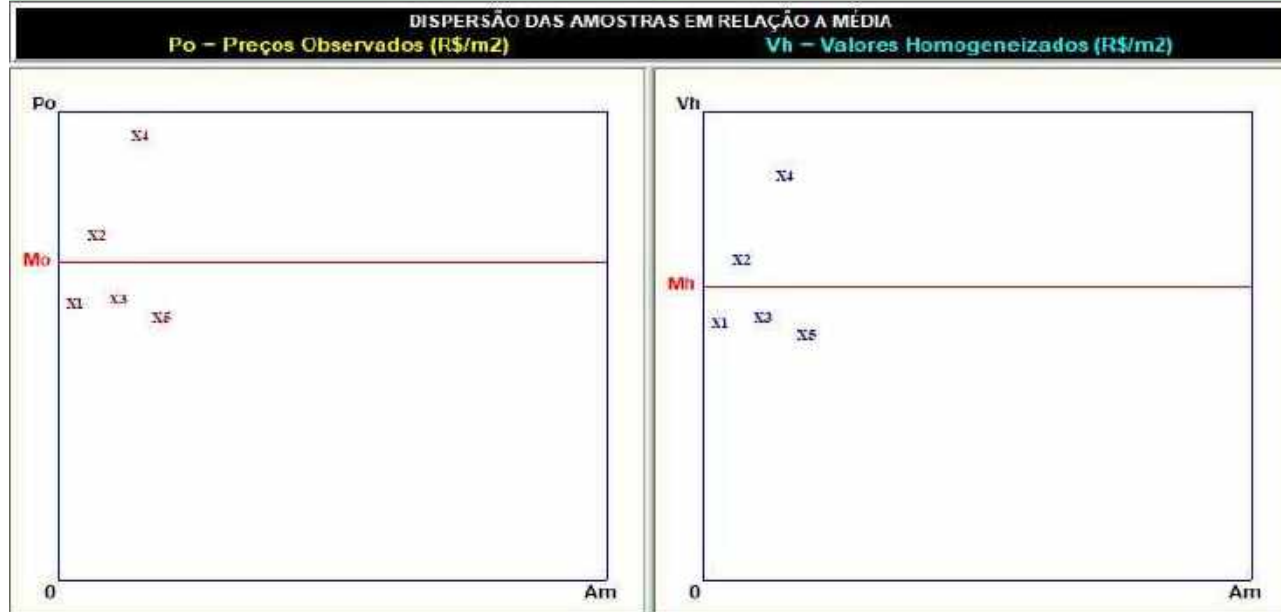 DISPERSÃO DAS AMOSTRAS EM RELAÇÃO A MÉDIA
Po – Preços Observados (R$/m2) Vh – Valores Homogeneizados (R$/m2)
Po
X4
X2
Mo
X1 X3
X5
0 Am
Vh
X4
X2
Mh
X1 X3
X5
0 Am